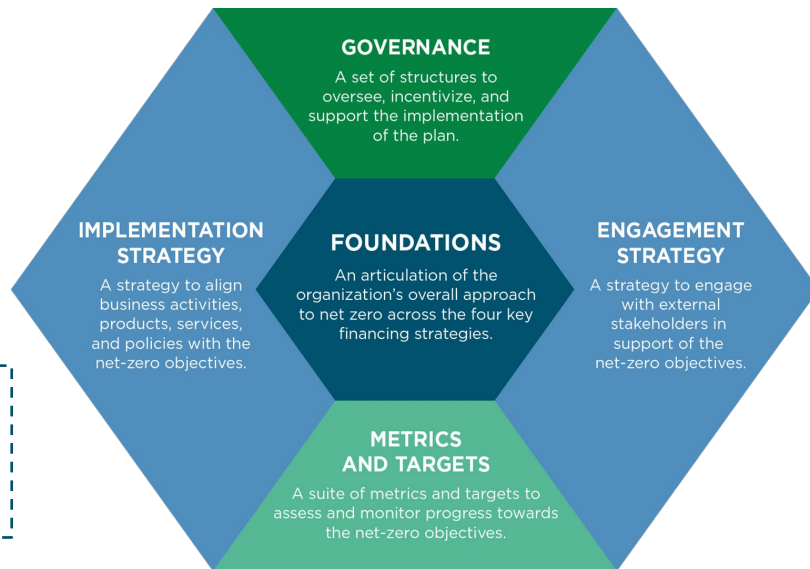 GOVERNANCE
A set of structures to
oversee, incentivize, and
support the implementation
of the plan.
IMPLEMENTATION
STRATEGY
A strategy to align
business activities,
products, services,
and policies with the
net-zero objectives.
FOUNDATIONS
An articulation of the
organization's overall approach
to net zero across the four key
financing strategies.
ENGAGEMENT
STRATEGY
A strategy to engage
with external
stakeholders in
support of the
net-zero objectives.
METRICS
AND TARGETS
A suite of metrics and targets to
assess and monitor progress towards
the net-zero objectives.